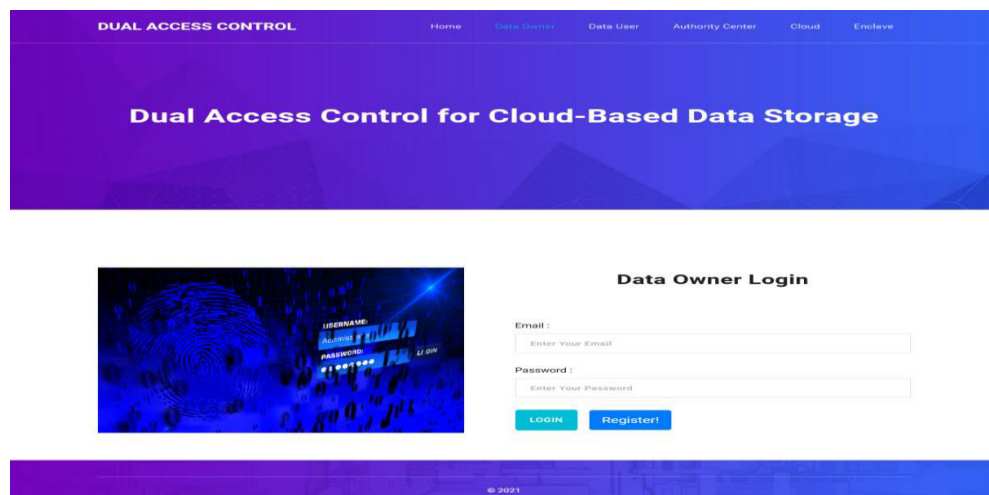 DUAL ACCESS CONTROL Home Data Owner Data User Authority Center Cloud Enclave
Dual Access Control for Cloud-Based Data Storage
Data Owner Login
USERNAME:
PASSWORD:
LOGIN
Email :
Enter Your Email
Password :
Enter Your Password
LOGIN Register!
© 2021